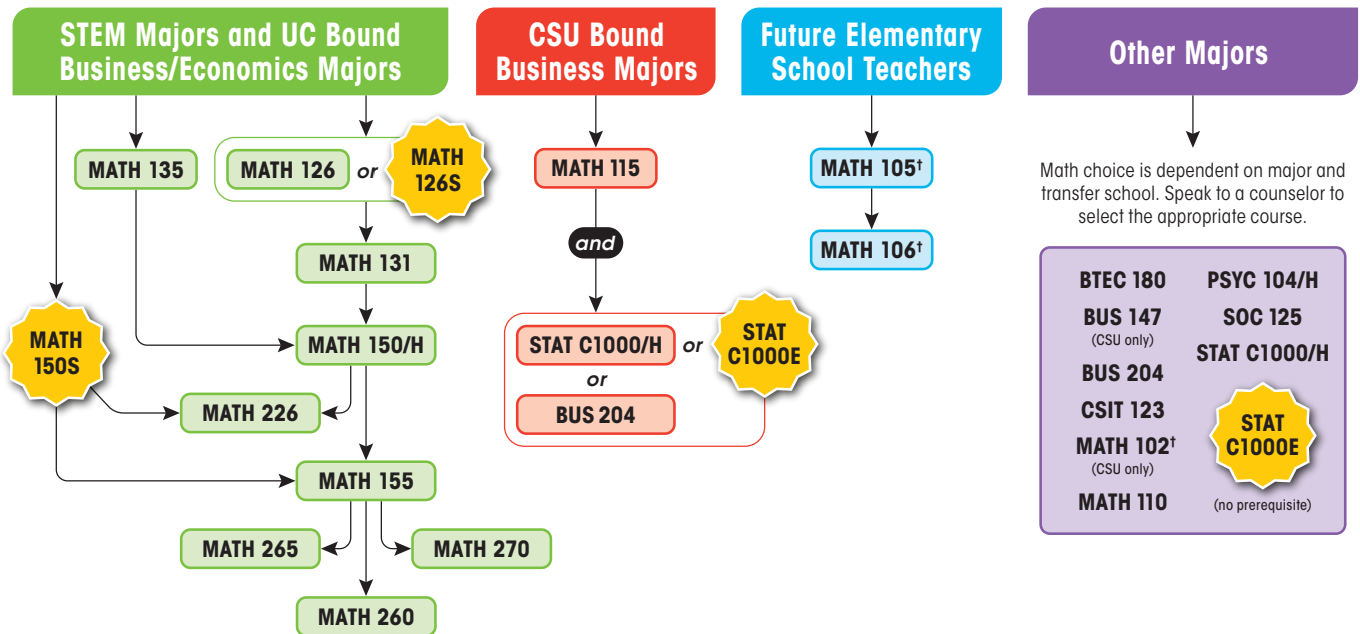 STEM Majors and UC Bound
Business/Economics Majors
MATH 135
MATH 126
or
MATH
126S
MATH 131
MATH
150S
MATH 150/H
MATH 226
MATH 155
MATH 265
MATH 270
MATH 260
CSU Bound
Business Majors
MATH 115
and
STAT C1000/H
or
STAT
C1000E
or
BUS 204
Future Elementary
School Teachers
MATH 105†
MATH 106†
Other Majors
Math choice is dependent on major and
transfer school. Speak to a counselor to
select the appropriate course.
BTEC 180
BUS 147
(CSU only)
BUS 204
CSIT 123
MATH 102†
(CSU only)
MATH 110
PSYC 104/H
SOC 125
STAT C1000/H
STAT
C1000E
(no prerequisite)